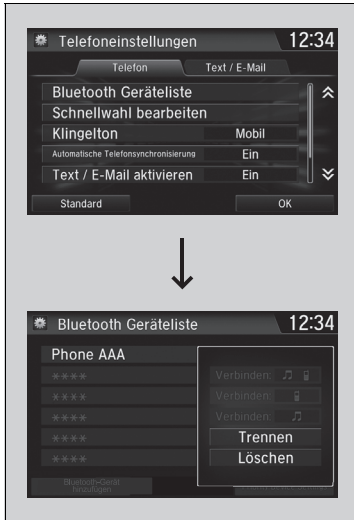 Telefoneinstellungen 12:34
Telefon Text / E-Mail
Bluetooth Geräteliste
Schnellwahl bearbeiten
Klingelton Mobil
Automatische Telefonsynchronisierung Ein
Text / E-Mail aktivieren Ein
Standard OK
Bluetooth Geräteliste 12:34
Phone AAA
**** Verbinden:
**** Verbinden:
**** Verbinden:
**** Trennen
**** Löschen
Bluetooth-Gerät
hinzufügen